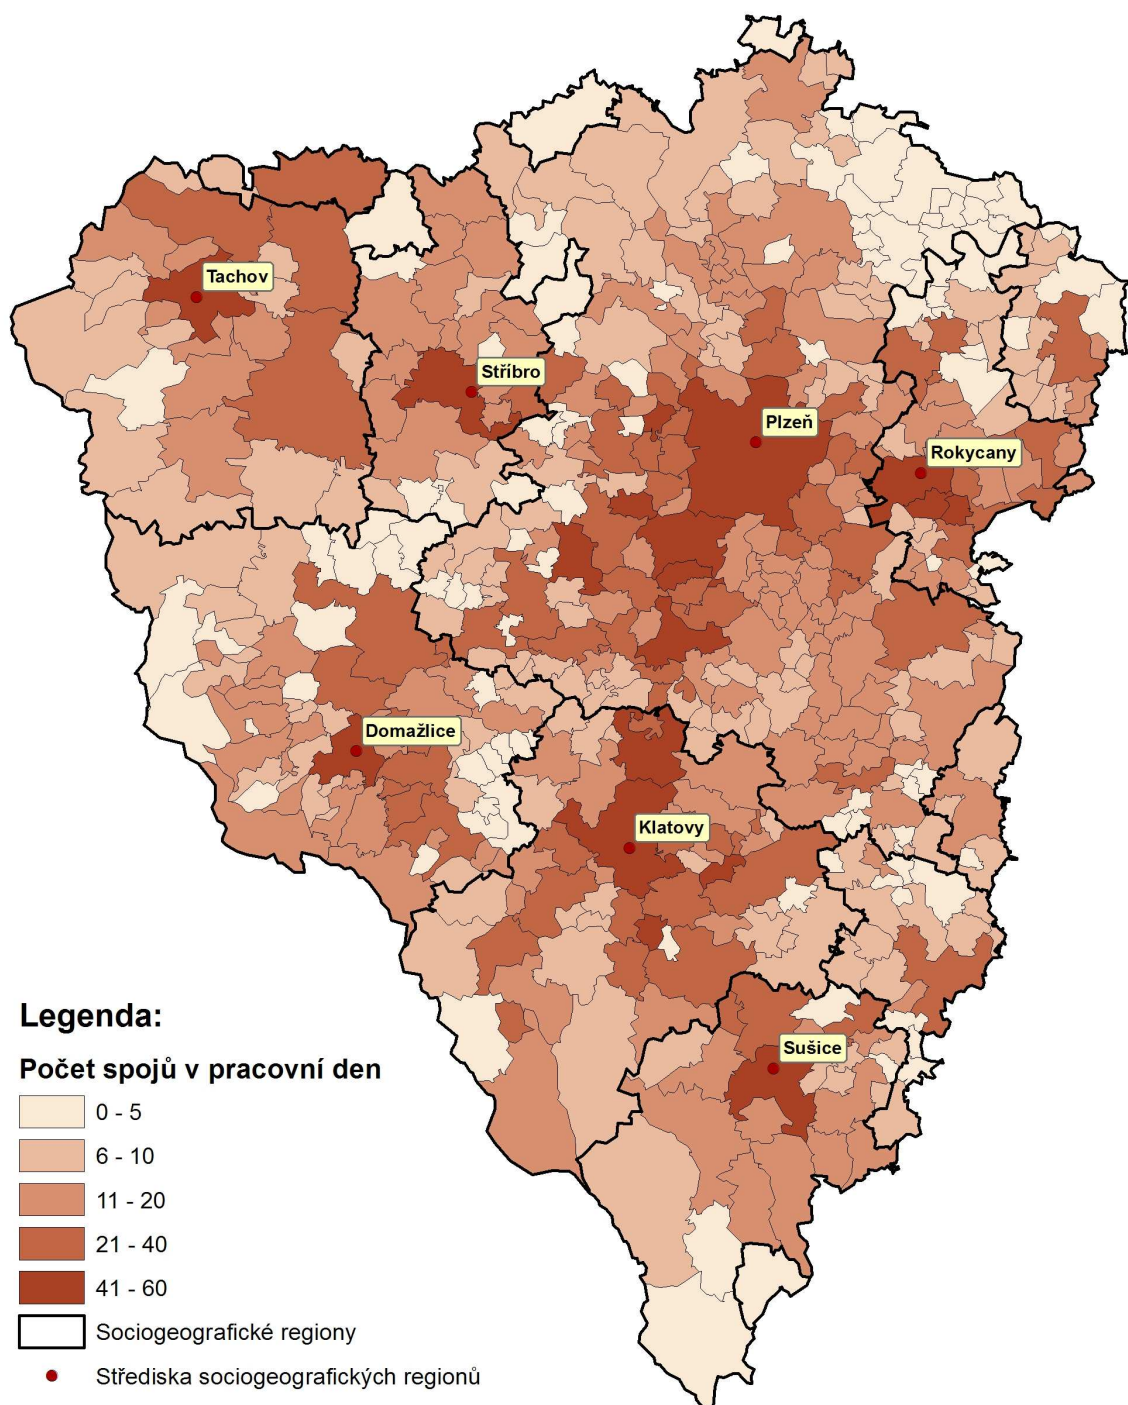 Tachov
Stříbro
Plzeň
Rokycany
Domažlice
Klatovy
Sušice
Legenda:
Počet spojů v pracovní den
0 - 5
6 - 10
11 - 20
21 - 40
41 - 60
Sociogeografické regiony
Střediska sociogeografických regionů